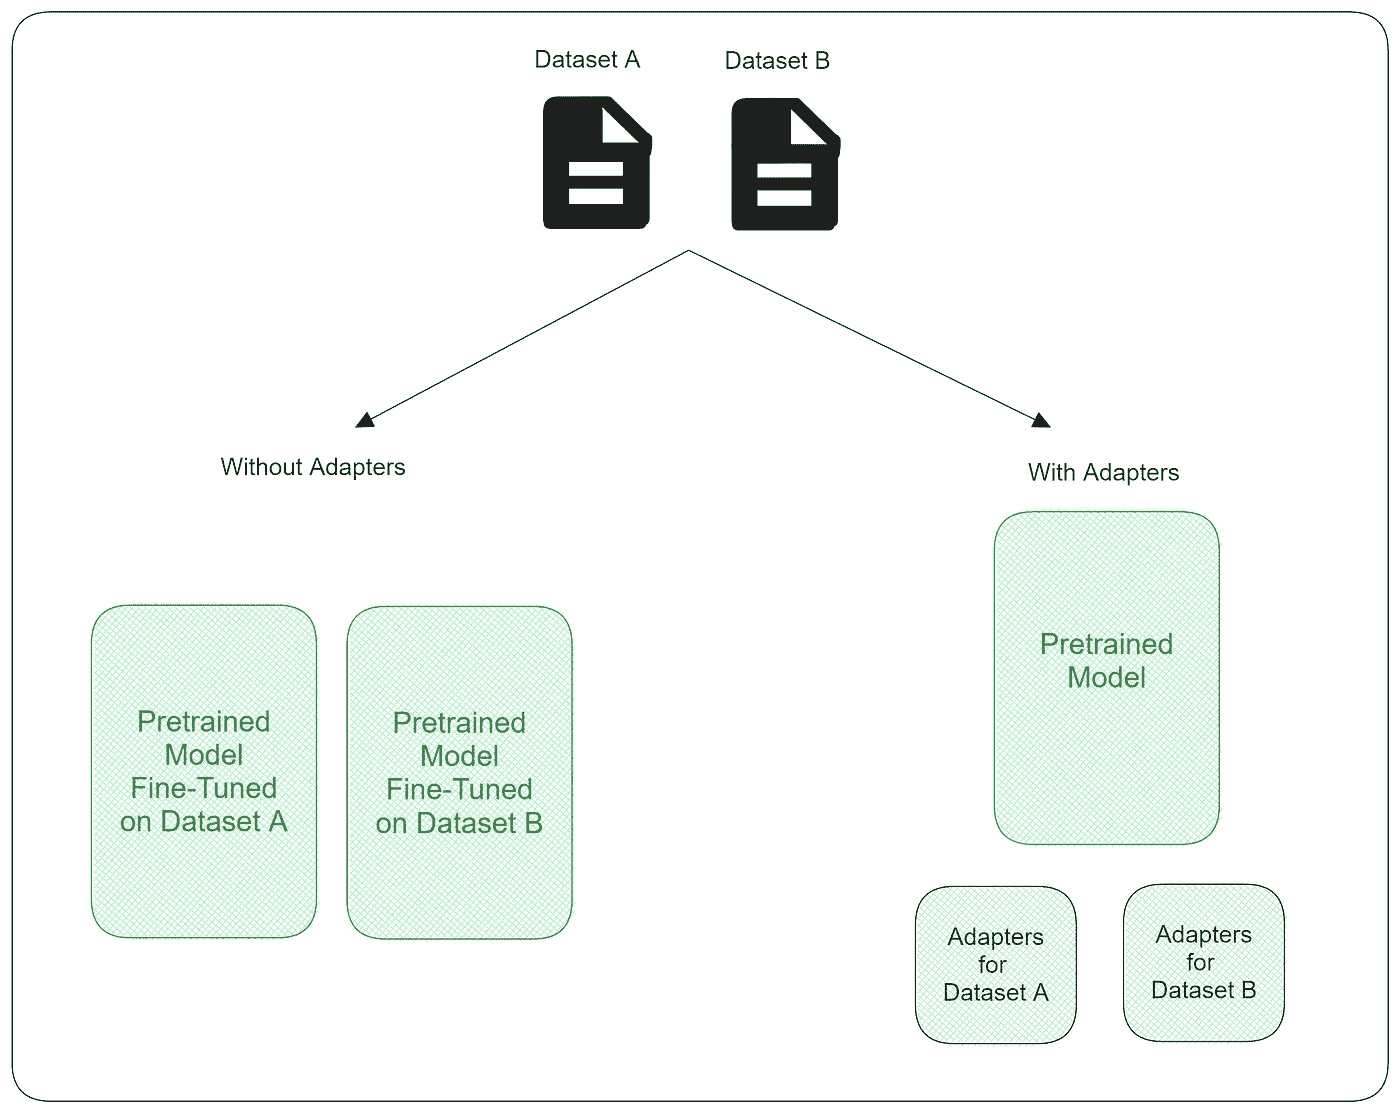 Dataset A
Dataset B
Without Adapters
With Adapters
Pretrained
Model
Fine-Tuned
on Dataset A
Pretrained
Model
Fine-Tuned
on Dataset B
Pretrained
Model
Adapters
for
Dataset A
Adapters
for
Dataset B